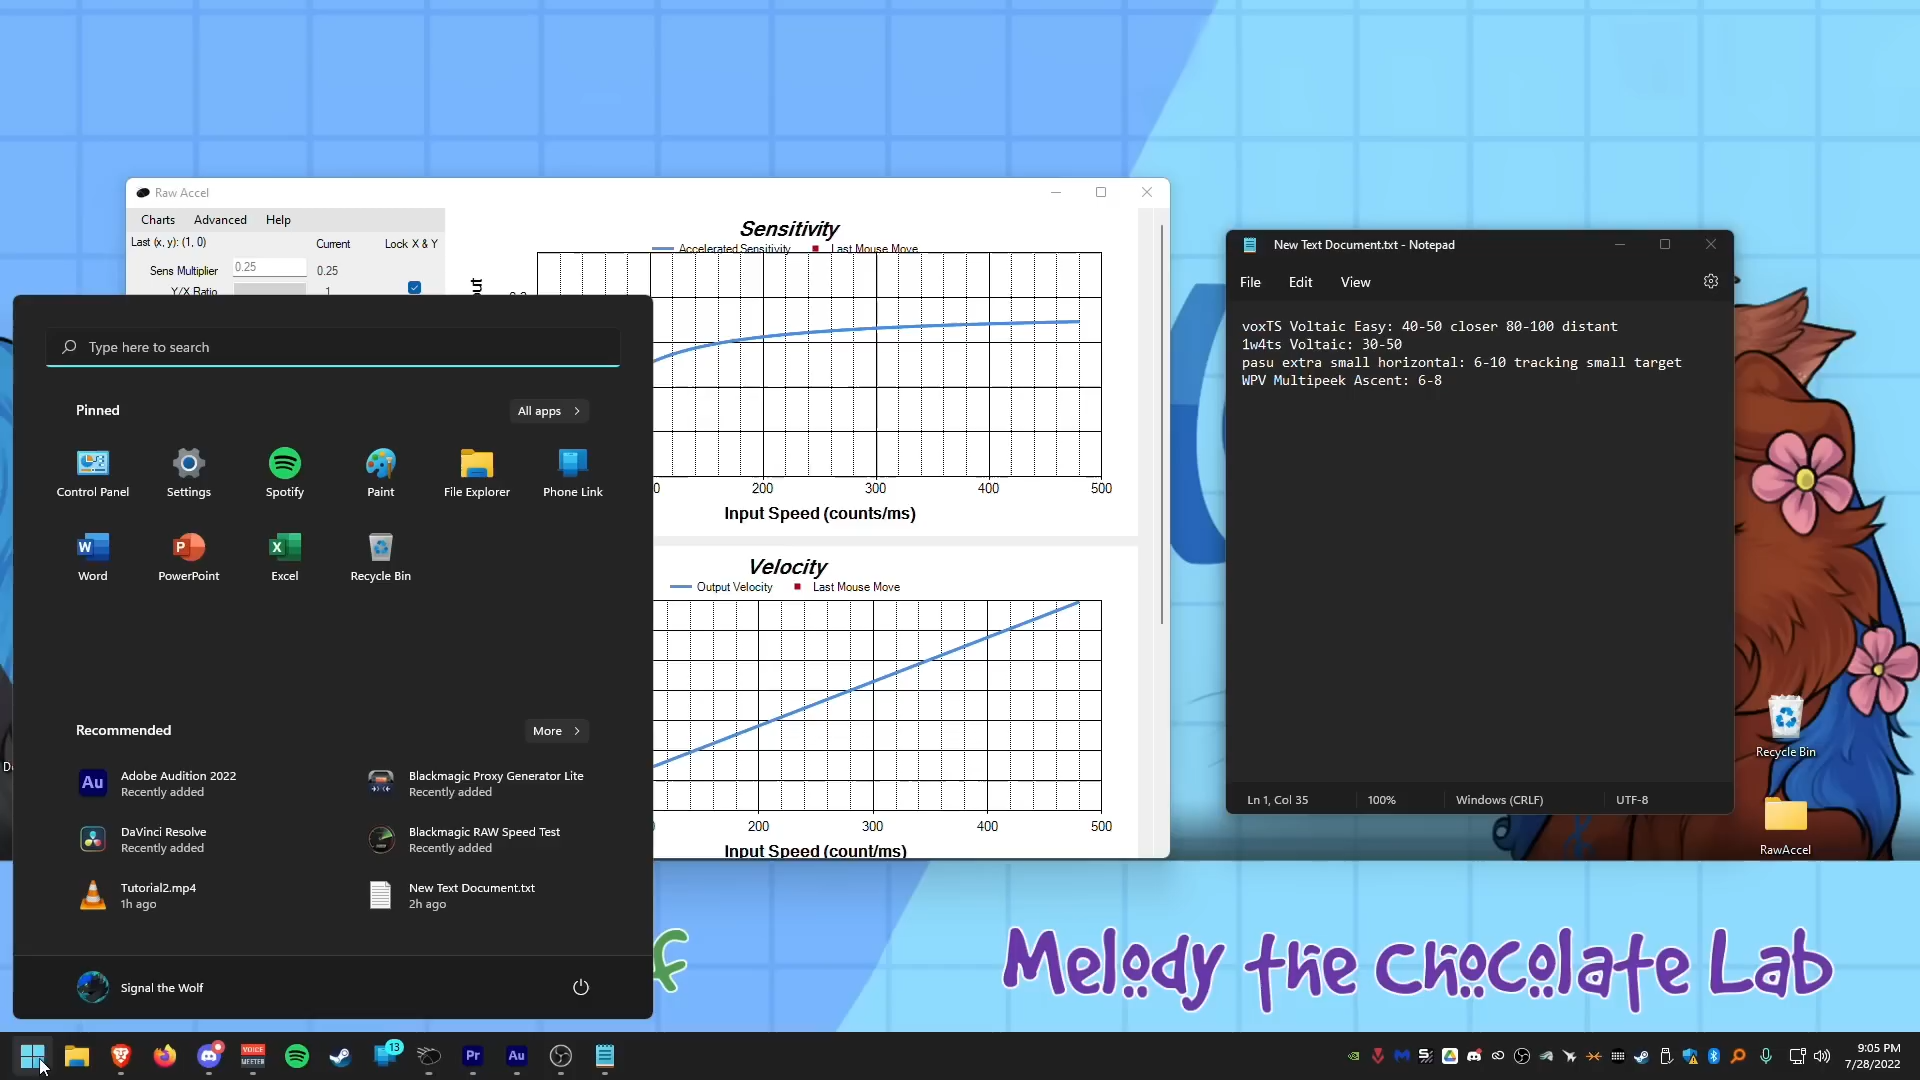 Raw Accel
Charts Advanced Help
Last (x, y): (1, 0)
Current
Lock X & Y
Sens Multiplier 0.25 0.25
Y/X Ratio 1
Sensitivity
Accelerated Sensitivity Last Mouse Move
200 300 400 500
Input Speed (counts/ms)
Velocity
Output Velocity Last Mouse Move
200 300 400 500
Input Speed (count/ms)
New Text Document.txt - Notepad
File Edit View
voxTS Voltaic Easy: 40-50 closer 80-100 distant
1w4ts Voltaic: 30-50
pasu extra small horizontal: 6-10 tracking small target
WPV Multipeek Ascent: 6-8
Ln 1, Col 35 100% Windows (CRLF) UTF-8
Type here to search
Pinned
All apps
Control Panel Settings Spotify Paint File Explorer Phone Link
Word PowerPoint Excel Recycle Bin
Recommended
More
Adobe Audition 2022
Recently added
Blackmagic Proxy Generator Lite
Recently added
DaVinci Resolve
Recently added
Blackmagic RAW Speed Test
Recently added
Tutorial2.mp4
1h ago
New Text Document.txt
2h ago
Signal the Wolf
Recycle Bin
RawAccel
f
Melody the Chocolate Lab
VOICE
MEETER
13
Pr
Au
9:05 PM
7/28/2022